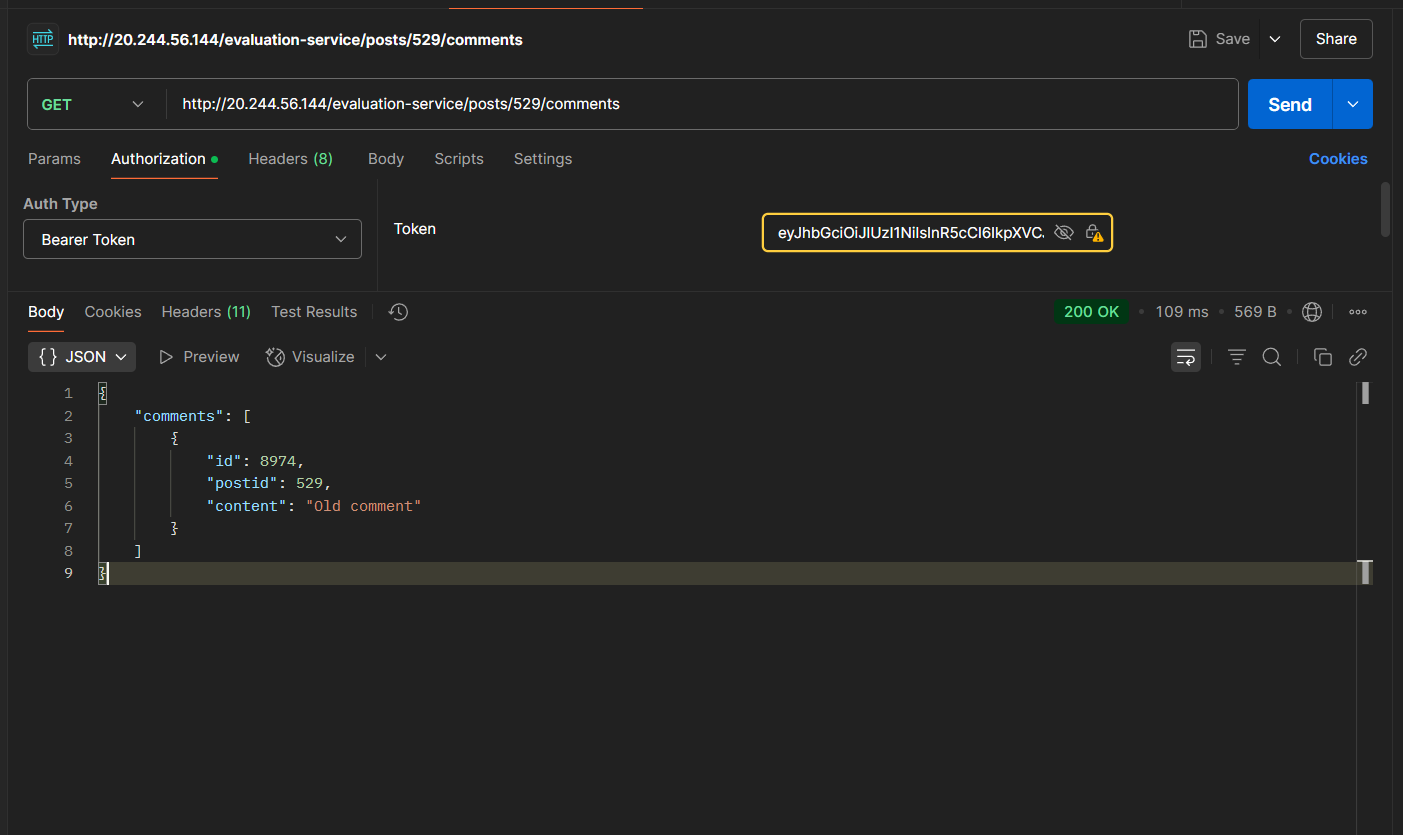 HTTP http://20.244.56.144/evaluation-service/posts/529/comments Save Share
GET http://20.244.56.144/evaluation-service/posts/529/comments Send
Params Authorization Headers (8) Body Scripts Settings Cookies
Auth Type
Bearer Token
Token eyJhbGciOiJIUzI1NiIsInR5cCI6IkpXVCJ
Body Cookies Headers (11) Test Results 200 OK • 109 ms • 569 B
{} JSON Preview Visualize
1 {
2 "comments": [
3 {
4 "id": 8974,
5 "postid": 529,
6 "content": "Old comment"
7 }
8 ]
9 }